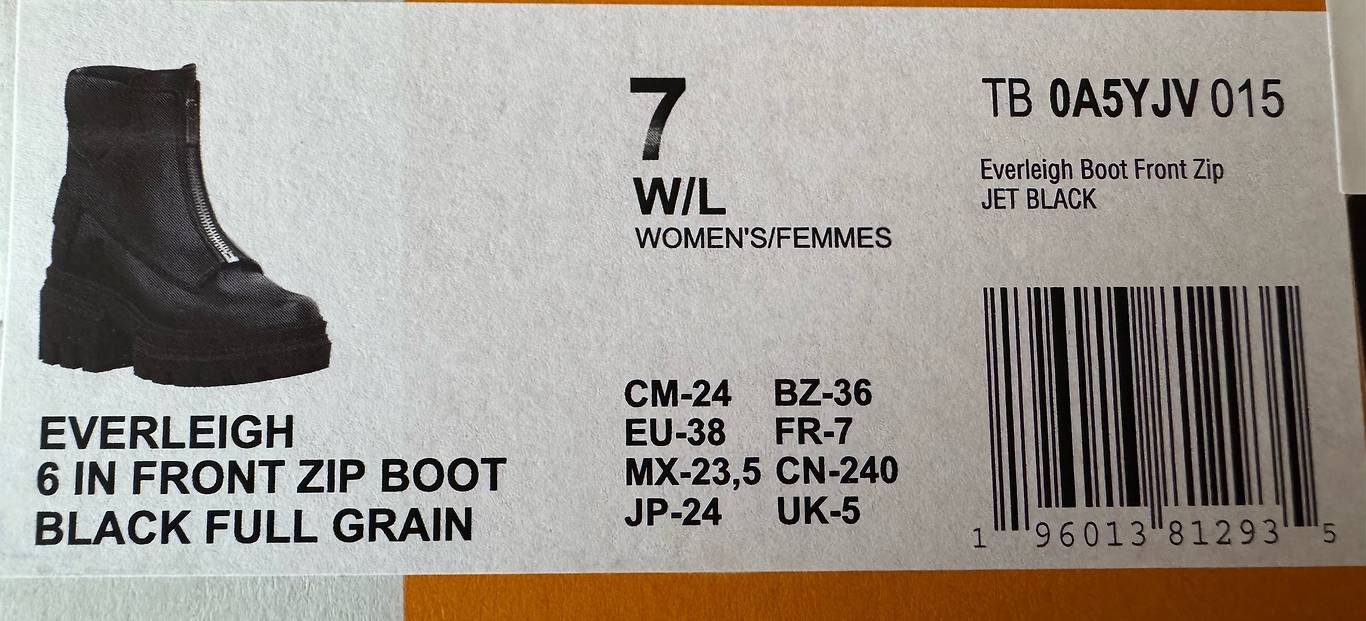 EVERLEIGH
6 IN FRONT ZIP BOOT
BLACK FULL GRAIN
7
W/L
WOMEN'S/FEMMES
CM-24 BZ-36
EU-38 FR-7
MX-23,5 CN-240
JP-24 UK-5
TB 0A5YJV 015
Everleigh Boot Front Zip
JET BLACK
1 96013 81293 5